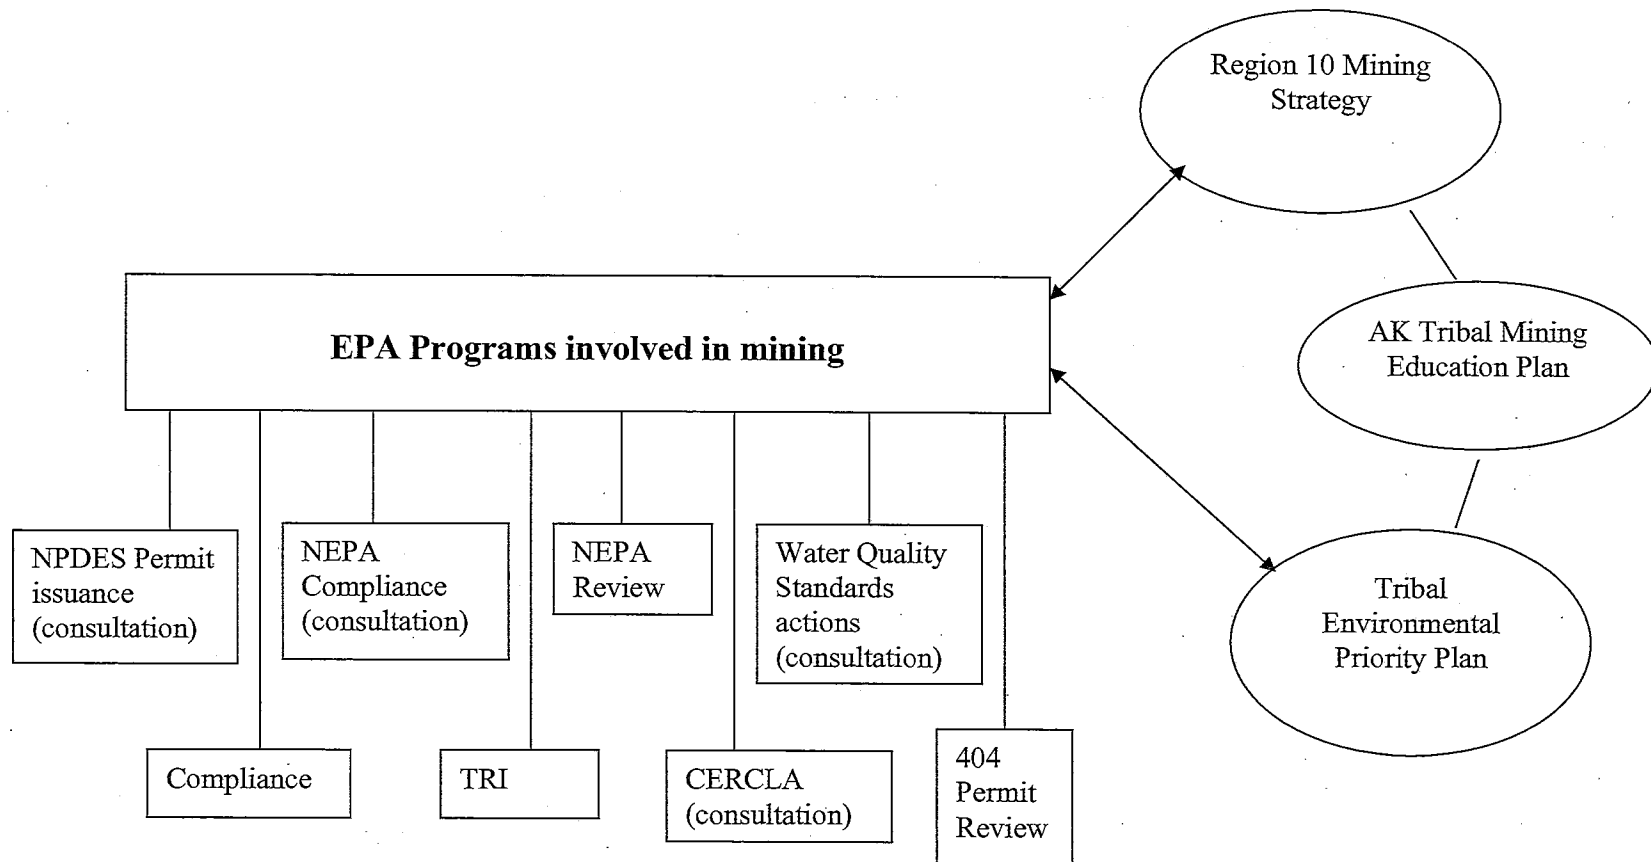 Region 10 Mining
Strategy
EPA Programs involved in mining
AK Tribal Mining
Education Plan
NPDES Permit
issuance
(consultation)
NEPA
Compliance
(consultation)
NEPA
Review
Water Quality
Standards
actions
(consultation)
Tribal
Environmental
Priority Plan
Compliance
TRI
CERCLA
(consultation)
404
Permit
Review